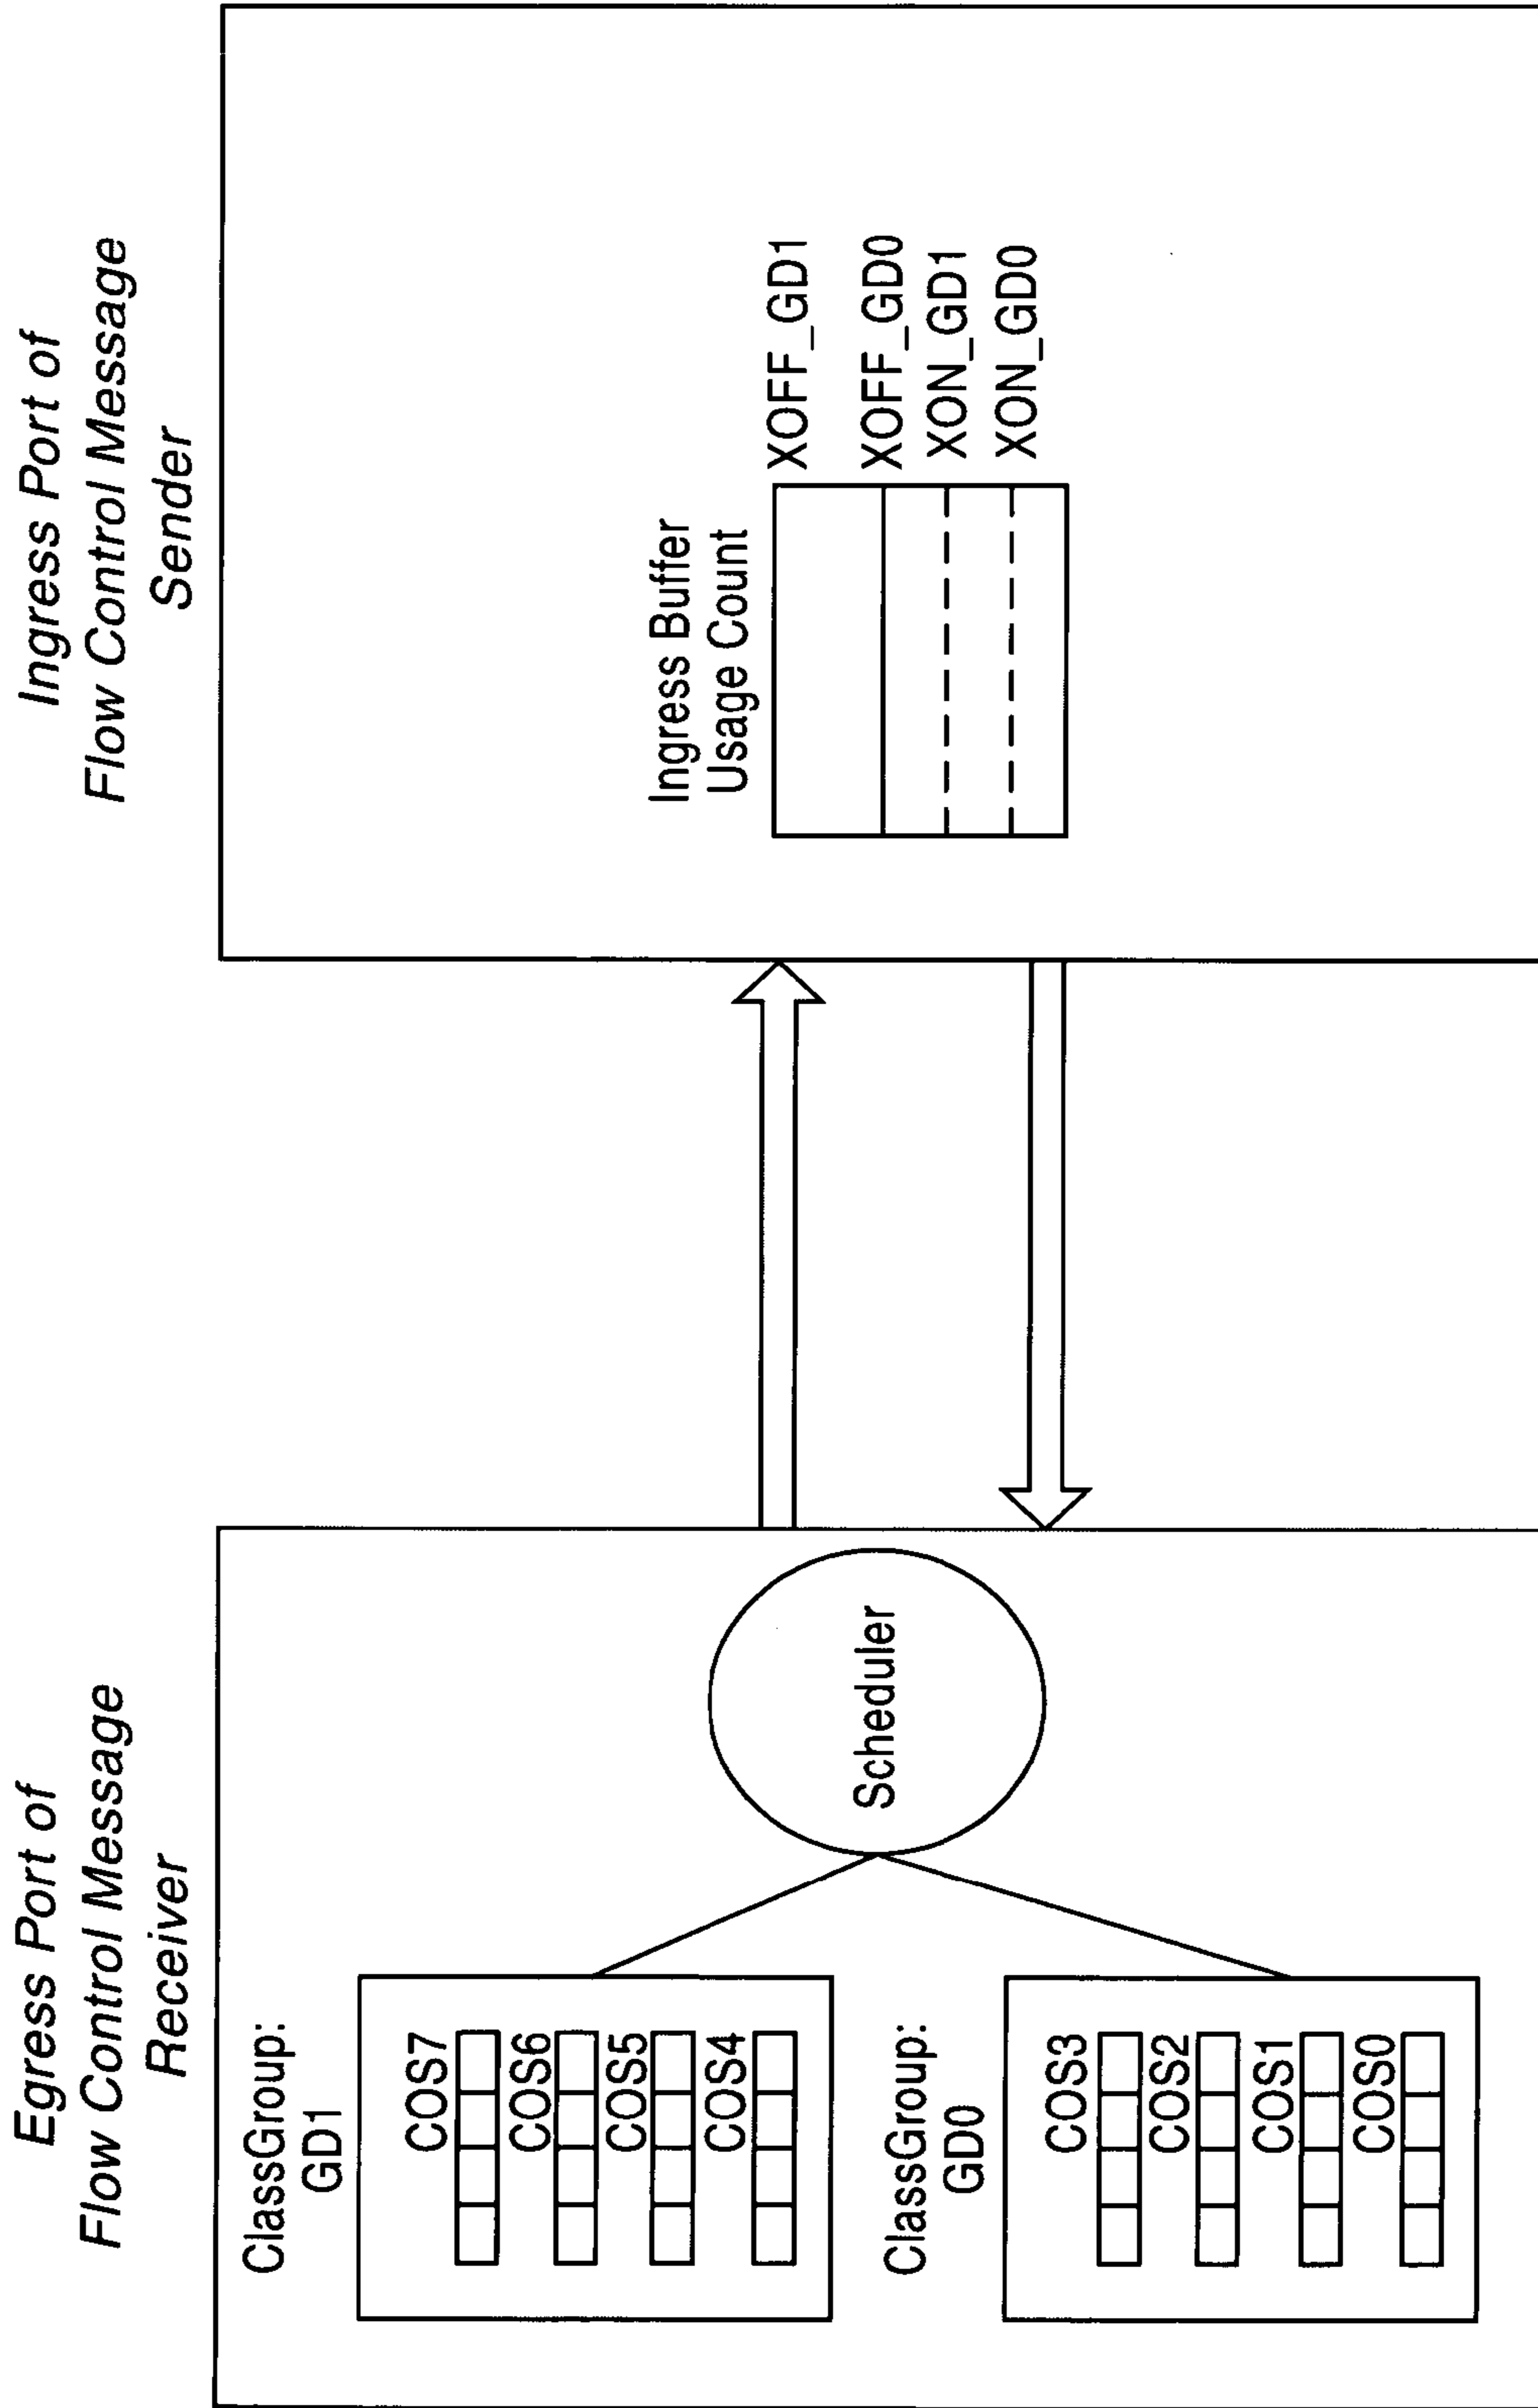 Egress Port of
Flow Control Message
Receiver
ClassGroup:
GD1
COS7
COS6
COS5
COS4
ClassGroup:
GD0
COS3
COS2
COS1
COS0
Scheduler
Ingress Port of
Flow Control Message
Sender
Ingress Buffer
Usage Count
XOFF_GD1
XOFF_GD0
XON_GD1
XON_GD0